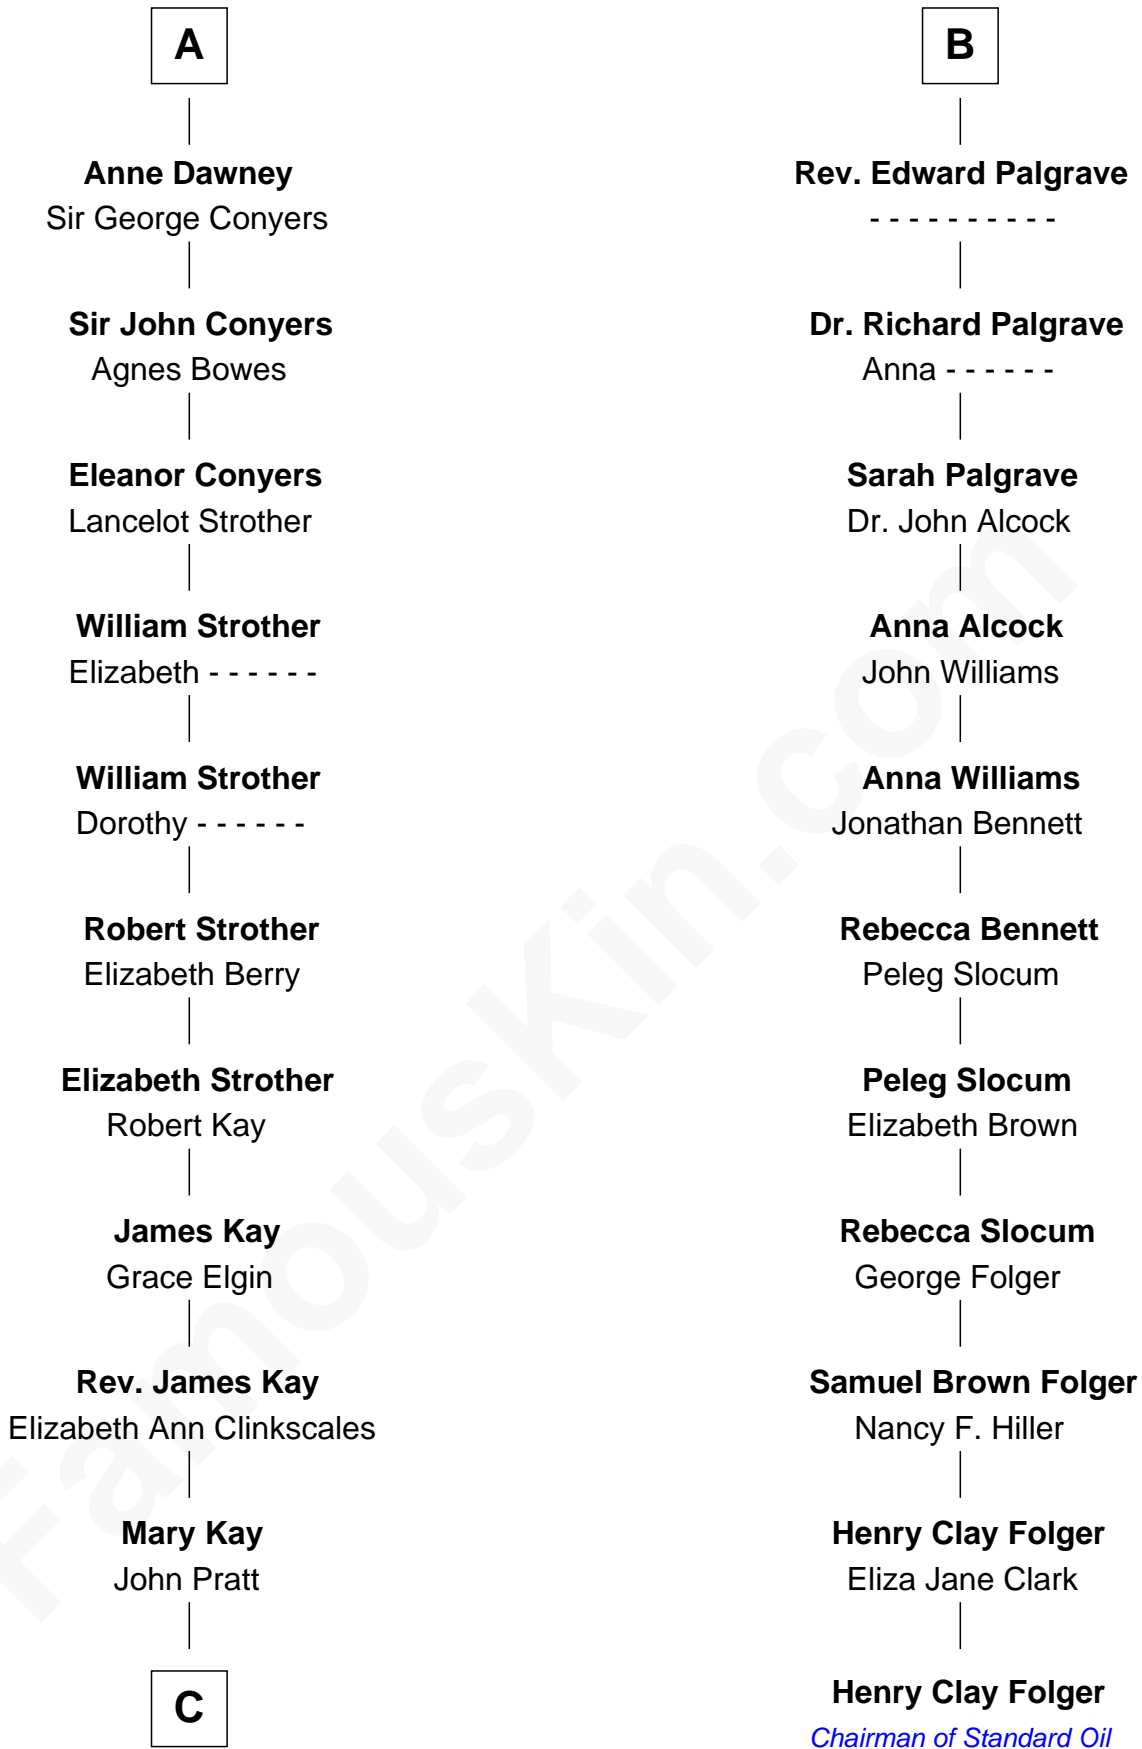 A
Anne Dawney
Sir George Conyers
Sir John Conyers
Agnes Bowes
Eleanor Conyers
Lancelot Strother
William Strother
Elizabeth - - - - - -
William Strother
Dorothy - - - - - -
Robert Strother
Elizabeth Berry
Elizabeth Strother
Robert Kay
James Kay
Grace Elgin
Rev. James Kay
Elizabeth Ann Clinkscales
Mary Kay
John Pratt
C
B
Rev. Edward Palgrave
- - - - - - - - - -
Dr. Richard Palgrave
Anna - - - - - -
Sarah Palgrave
Dr. John Alcock
Anna Alcock
John Williams
Anna Williams
Jonathan Bennett
Rebecca Bennett
Peleg Slocum
Peleg Slocum
Elizabeth Brown
Rebecca Slocum
George Folger
Samuel Brown Folger
Nancy F. Hiller
Henry Clay Folger
Eliza Jane Clark
Henry Clay Folger
Chairman of Standard Oil
FamousKin.com